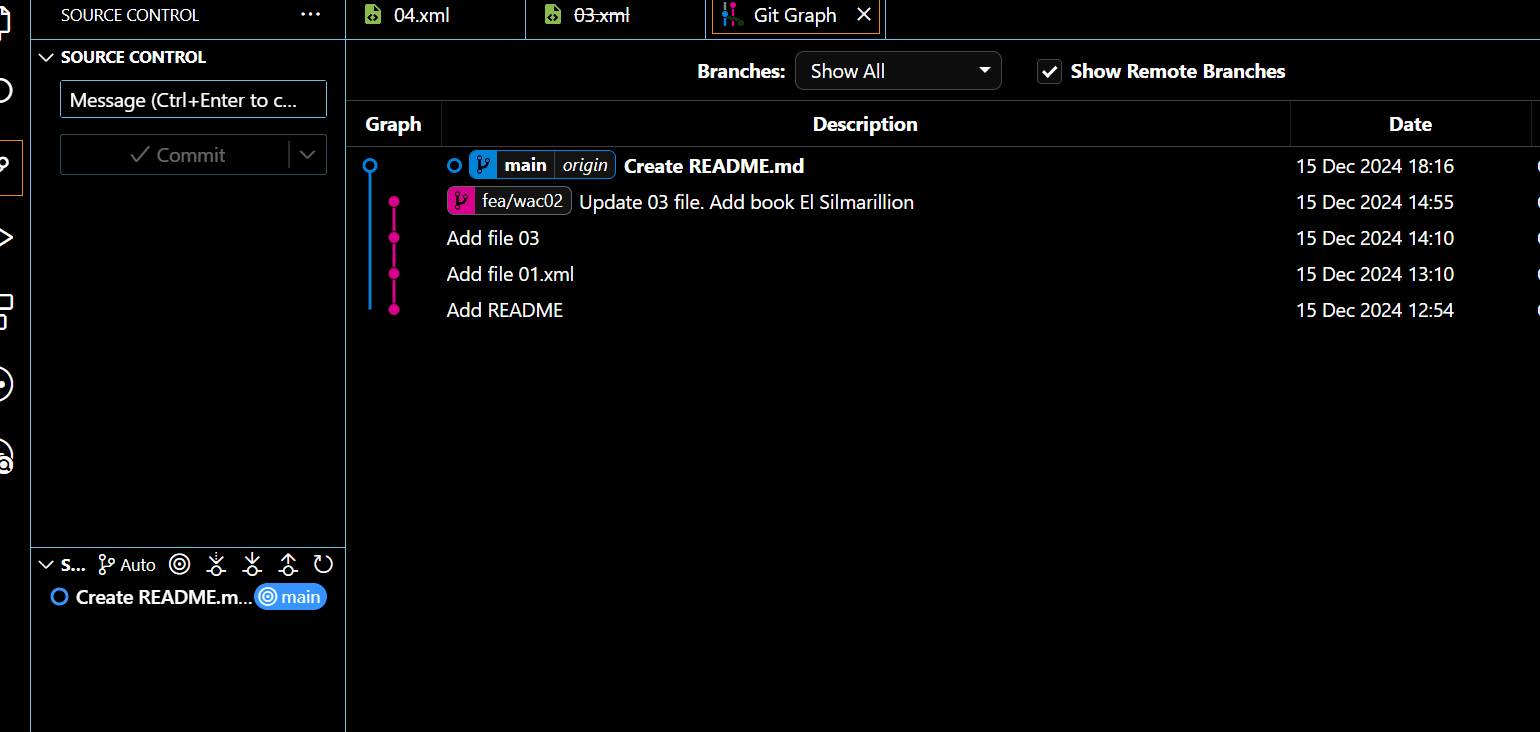 SOURCE CONTROL ...
SOURCE CONTROL
Message (Ctrl+Enter to c...
Commit
S... Auto
Create README.m... main
04.xml 03.xml Git Graph
Branches: Show All Show Remote Branches
Graph Description Date
main origin Create README.md 15 Dec 2024 18:16
fea/wac02 Update 03 file. Add book El Silmarillion 15 Dec 2024 14:55
Add file 03 15 Dec 2024 14:10
Add file 01.xml 15 Dec 2024 13:10
Add README 15 Dec 2024 12:54